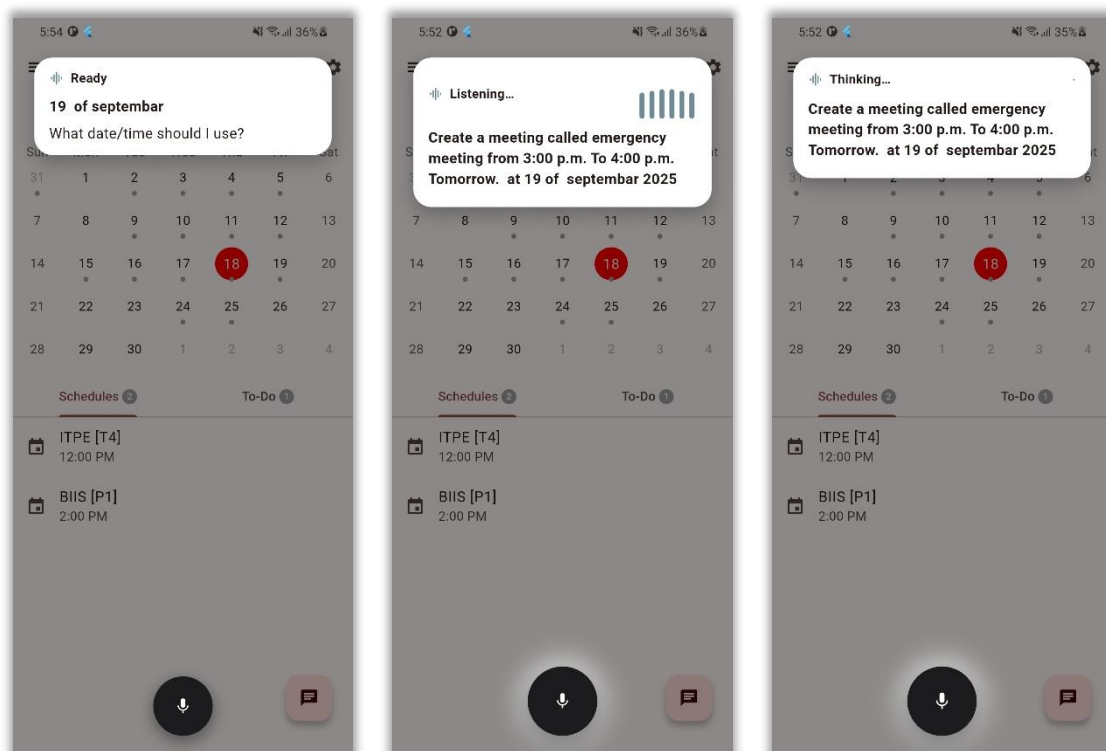 5:54 36%
Ready
19 of septembar
What date/time should I use?
Sun Sat
31 1 2 3 4 5 6
7 8 9 10 11 12 13
14 15 16 17 18 19 20
21 22 23 24 25 26 27
28 29 30 1 2 3 4
Schedules 2 To-Do 1
ITPE [T4]
12:00 PM
BIIS [P1]
2:00 PM
5:52 36%
Listening...
Create a meeting called emergency
meeting from 3:00 p.m. To 4:00 p.m.
Tomorrow. at 19 of septembar 2025
7 8 9 10 11 12 13
14 15 16 17 18 19 20
21 22 23 24 25 26 27
28 29 30 1 2 3 4
Schedules 2 To-Do 1
ITPE [T4]
12:00 PM
BIIS [P1]
2:00 PM
5:52 35%
Thinking...
Create a meeting called emergency
meeting from 3:00 p.m. To 4:00 p.m.
Tomorrow. at 19 of septembar 2025
7 8 9 10 11 12 13
14 15 16 17 18 19 20
21 22 23 24 25 26 27
28 29 30 1 2 3 4
Schedules 2 To-Do 1
ITPE [T4]
12:00 PM
BIIS [P1]
2:00 PM